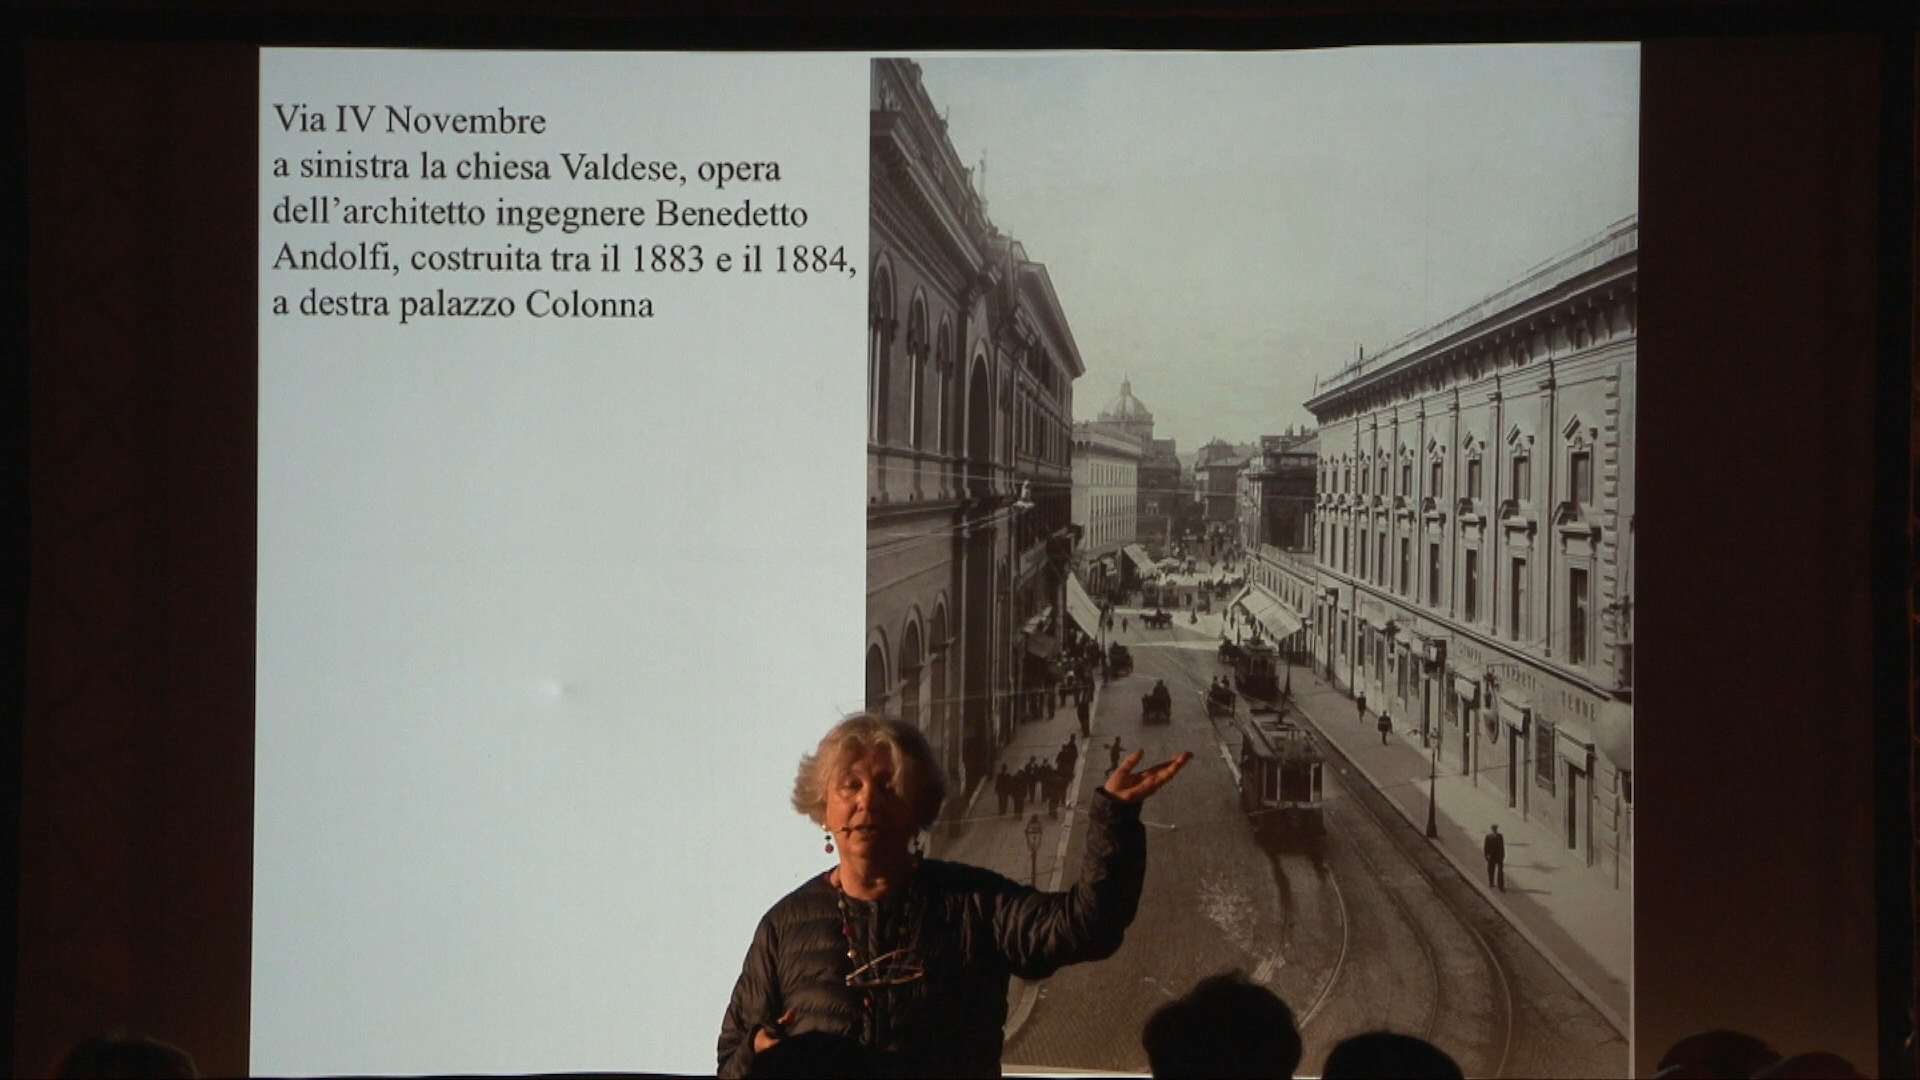 Via IV Novembre
a sinistra la chiesa Valdese, opera
dell’architetto ingegnere Benedetto
Andolfi, costruita tra il 1883 e il 1884,
a destra palazzo Colonna